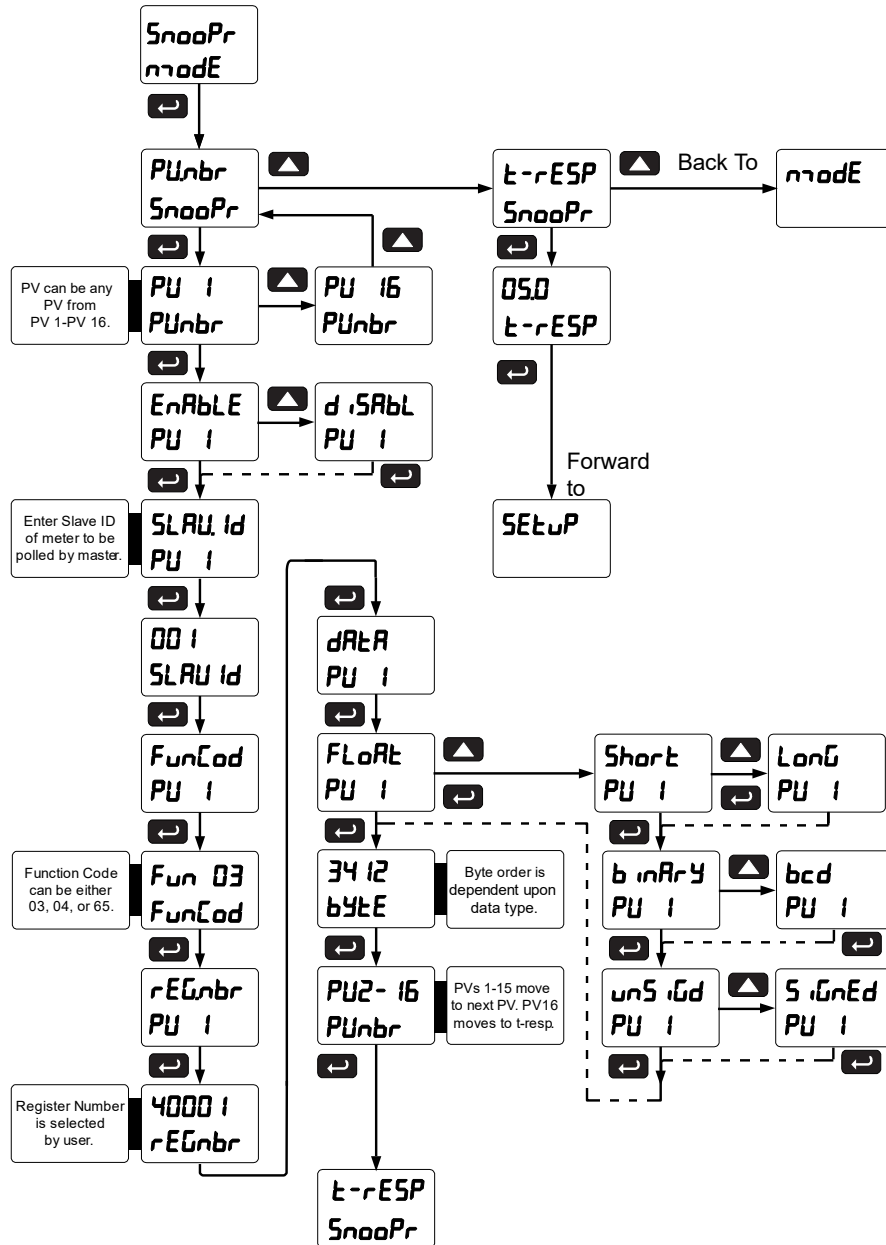 SnooPr
modE
PV.nbr
SnooPr
t-rESP
SnooPr
Back To
modE
PV can be any
PV from
PV 1-PV 16.
PV 1
PVnbr
PV 16
PVnbr
05.0
t-rESP
EnAbLE
PV 1
diSAbL
PV 1
Forward
to
SEtuP
Enter Slave ID
of meter to be
polled by master.
SLAV.Id
PV 1
001
SLAV Id
dAtA
PV 1
FunCod
PV 1
FLoAt
PV 1
Short
PV 1
LonG
PV 1
Function Code
can be either
03, 04, or 65.
Fun 03
FunCod
3412
bYtE
Byte order is
dependent upon
data type.
binArY
PV 1
bcd
PV 1
rEG.nbr
PV 1
PV2-16
PVnbr
PVs 1-15 move
to next PV. PV16
moves to t-resp.
unSiGd
PV 1
SiGnEd
PV 1
Register Number
is selected
by user.
40001
rEGnbr
t-rESP
SnooPr